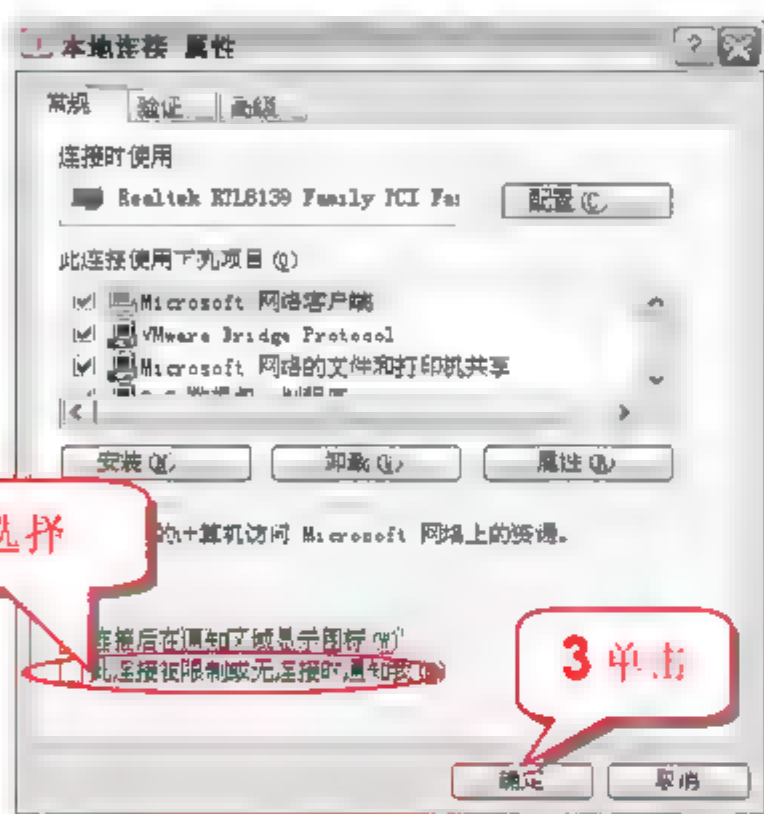 本地连接 属性
常规 验证 高级
连接时使用
Realtek RTL8139 Family PCI Fas 配置(C)
此连接使用下列项目(O)
Microsoft 网络客户端
VMware Bridge Protocol
Microsoft 网络的文件和打印机共享
安装(N) 卸载(U) 属性(R)
选择
的计算机访问 Microsoft 网络上的资源。
连接后在通知区域显示图标(W)
此连接被限制或无连接时通知我(M)
3 单击
确定 取消